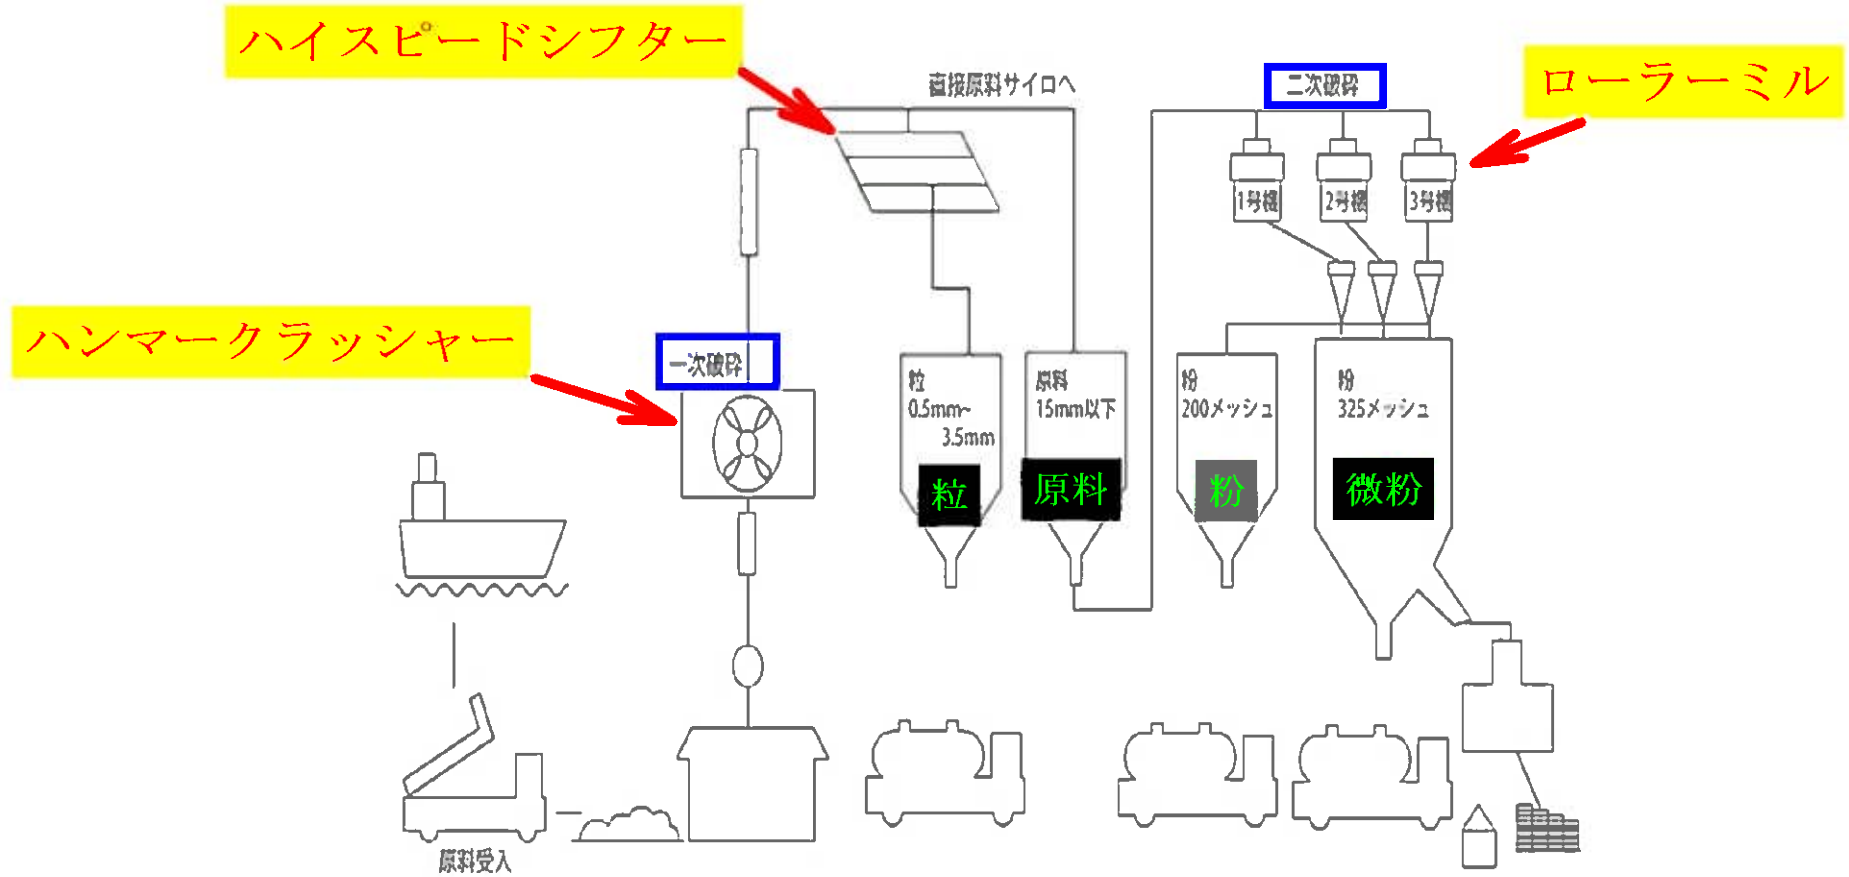 ハイスピードシフター
直接原料サイロへ
二次破砕
ローラーミル
1号機
2号機
3号機
ハンマークラッシャー
一次破砕
粒
0.5mm~
3.5mm
原料
15mm以下
粉
200メッシュ
粉
325メッシュ
粒
原料
粉
微粉
原料受入